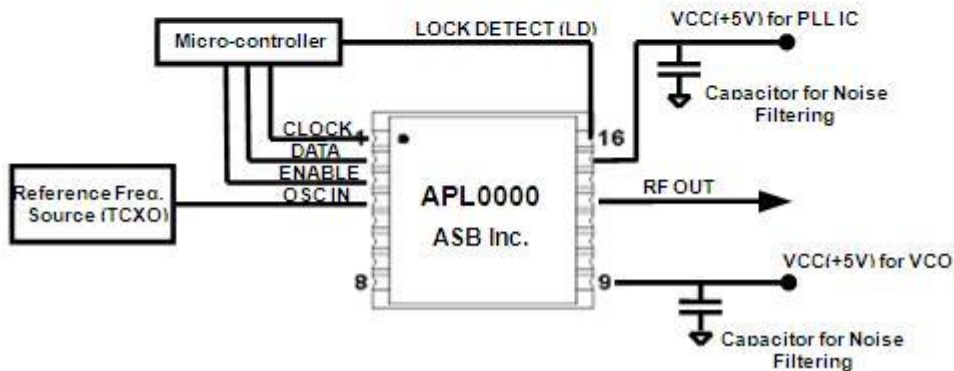 VCC(+5V) for PLL IC
LOCK DETECT (LD)
Micro-controller
Capacitor for Noise
Filtering
CLOCK
1
16
DATA
ENABLE
OSC IN
RF OUT
Reference Freq.
Source (TCXO)
APL0000
ASB Inc.
VCC(+5V) for VCO
8
9
Capacitor for Noise
Filtering